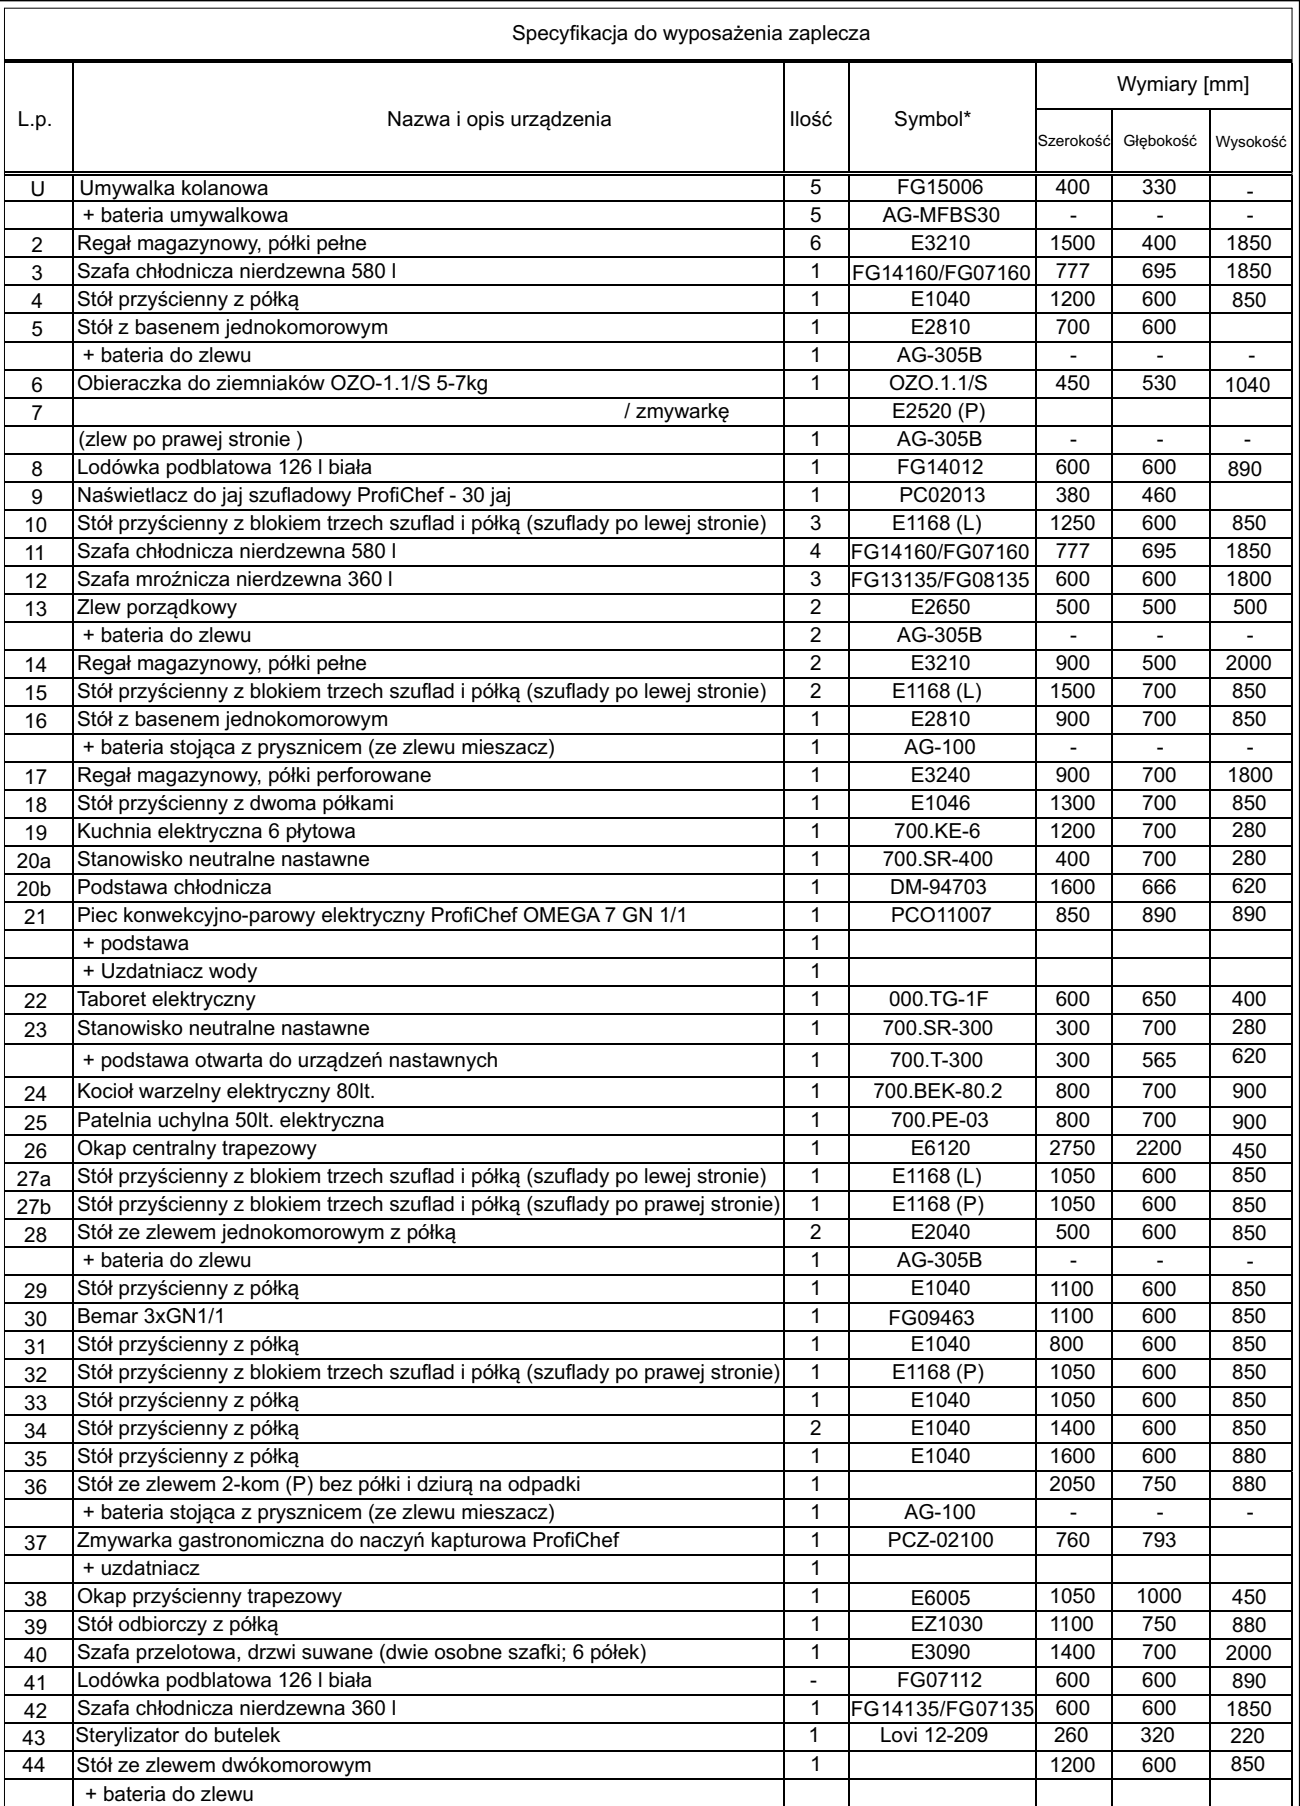 Specyfikacja do wyposażenia zaplecza
L.p. Nazwa i opis urządzenia Ilość Symbol* Wymiary [mm]
Szerokość Głębokość Wysokość
U Umywalka kolanowa 5 FG15006 400 330 -
+ bateria umywalkowa 5 AG-MFBS30 - - -
2 Regał magazynowy, półki pełne 6 E3210 1500 400 1850
3 Szafa chłodnicza nierdzewna 580 l 1 FG14160/FG07160 777 695 1850
4 Stół przyścienny z półką 1 E1040 1200 600 850
5 Stół z basenem jednokomorowym 1 E2810 700 600
+ bateria do zlewu 1 AG-305B - - -
6 Obieraczka do ziemniaków OZO-1.1/S 5-7kg 1 OZO.1.1/S 450 530 1040
7 / zmywarkę E2520 (P)
(zlew po prawej stronie ) 1 AG-305B - - -
8 Lodówka podblatowa 126 l biała 1 FG14012 600 600 890
9 Naświetlacz do jaj szufladowy ProfiChef - 30 jaj 1 PC02013 380 460
10 Stół przyścienny z blokiem trzech szuflad i półką (szuflady po lewej stronie) 3 E1168 (L) 1250 600 850
11 Szafa chłodnicza nierdzewna 580 l 4 FG14160/FG07160 777 695 1850
12 Szafa mroźnicza nierdzewna 360 l 3 FG13135/FG08135 600 600 1800
13 Zlew porządkowy 2 E2650 500 500 500
+ bateria do zlewu 2 AG-305B - - -
14 Regał magazynowy, półki pełne 2 E3210 900 500 2000
15 Stół przyścienny z blokiem trzech szuflad i półką (szuflady po lewej stronie) 2 E1168 (L) 1500 700 850
16 Stół z basenem jednokomorowym 1 E2810 900 700 850
+ bateria stojąca z prysznicem (ze zlewu mieszacz) 1 AG-100 - - -
17 Regał magazynowy, półki perforowane 1 E3240 900 700 1800
18 Stół przyścienny z dwoma półkami 1 E1046 1300 700 850
19 Kuchnia elektryczna 6 płytowa 1 700.KE-6 1200 700 280
20a Stanowisko neutralne nastawne 1 700.SR-400 400 700 280
20b Podstawa chłodnicza 1 DM-94703 1600 666 620
21 Piec konwekcyjno-parowy elektryczny ProfiChef OMEGA 7 GN 1/1 1 PCO11007 850 890 890
+ podstawa 1
+ Uzdatniacz wody 1
22 Taboret elektryczny 1 000.TG-1F 600 650 400
23 Stanowisko neutralne nastawne 1 700.SR-300 300 700 280
+ podstawa otwarta do urządzeń nastawnych 1 700.T-300 300 565 620
24 Kocioł warzelny elektryczny 80lt. 1 700.BEK-80.2 800 700 900
25 Patelnia uchylna 50lt. elektryczna 1 700.PE-03 800 700 900
26 Okap centralny trapezowy 1 E6120 2750 2200 450
27a Stół przyścienny z blokiem trzech szuflad i półką (szuflady po lewej stronie) 1 E1168 (L) 1050 600 850
27b Stół przyścienny z blokiem trzech szuflad i półką (szuflady po prawej stronie) 1 E1168 (P) 1050 600 850
28 Stół ze zlewem jednokomorowym z półką 2 E2040 500 600 850
+ bateria do zlewu 1 AG-305B - - -
29 Stół przyścienny z półką 1 E1040 1100 600 850
30 Bemar 3xGN1/1 1 FG09463 1100 600 850
31 Stół przyścienny z półką 1 E1040 800 600 850
32 Stół przyścienny z blokiem trzech szuflad i półką (szuflady po prawej stronie) 1 E1168 (P) 1050 600 850
33 Stół przyścienny z półką 1 E1040 1050 600 850
34 Stół przyścienny z półką 2 E1040 1400 600 850
35 Stół przyścienny z półką 1 E1040 1600 600 880
36 Stół ze zlewem 2-kom (P) bez półki i dziurą na odpadki 1 2050 750 880
+ bateria stojąca z prysznicem (ze zlewu mieszacz) 1 AG-100 - - -
37 Zmywarka gastronomiczna do naczyń kapturowa ProfiChef 1 PCZ-02100 760 793
+ uzdatniacz 1
38 Okap przyścienny trapezowy 1 E6005 1050 1000 450
39 Stół odbiorczy z półką 1 EZ1030 1100 750 880
40 Szafa przelotowa, drzwi suwane (dwie osobne szafki; 6 półek) 1 E3090 1400 700 2000
41 Lodówka podblatowa 126 l biała - FG07112 600 600 890
42 Szafa chłodnicza nierdzewna 360 l 1 FG14135/FG07135 600 600 1850
43 Sterylizator do butelek 1 Lovi 12-209 260 320 220
44 Stół ze zlewem dwókomorowym 1 1200 600 850
+ bateria do zlewu